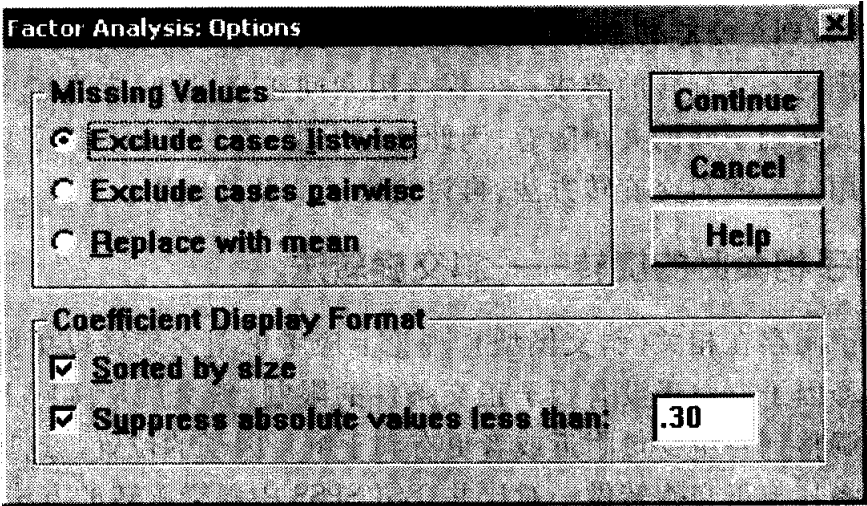 Factor Analysis: Options
Missing Values
Exclude cases listwise
Exclude cases pairwise
Replace with mean
Continue
Cancel
Help
Coefficient Display Format
Sorted by size
Suppress absolute values less than: .30